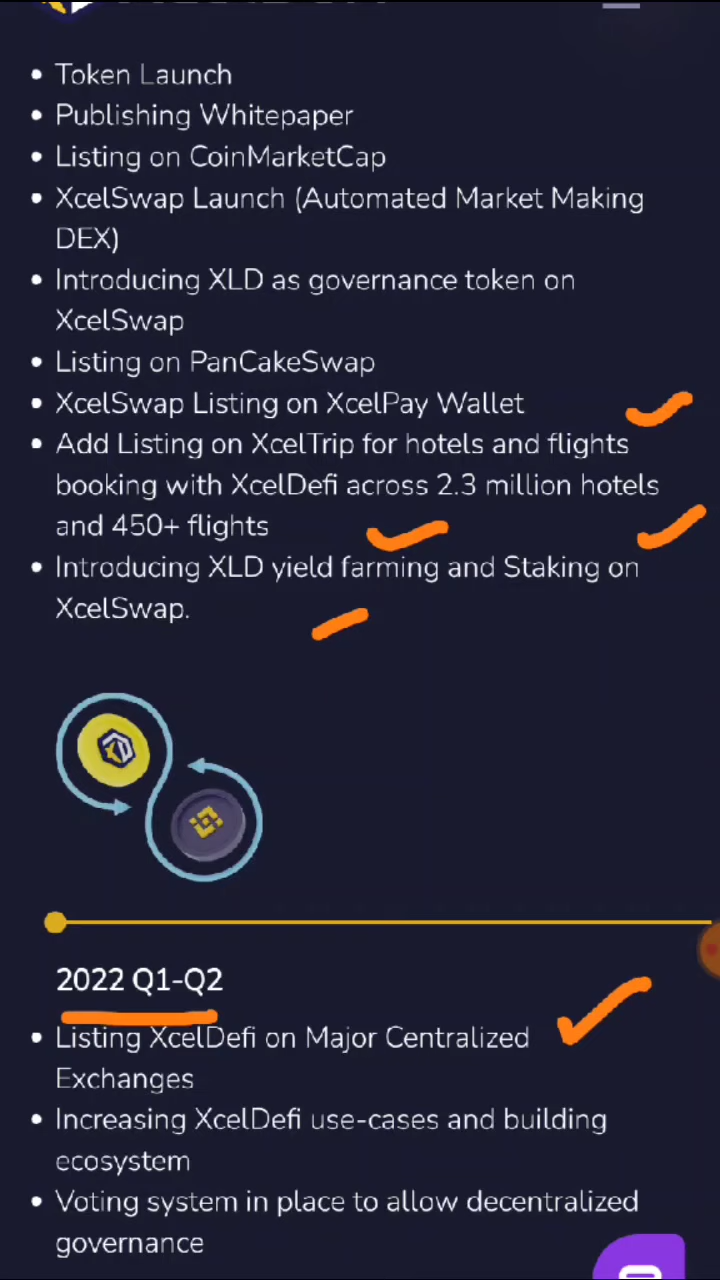 Token Launch
Publishing Whitepaper
Listing on CoinMarketCap
XcelSwap Launch (Automated Market Making
DEX)
Introducing XLD as governance token on
XcelSwap
Listing on PanCakeSwap
XcelSwap Listing on XcelPay Wallet
Add Listing on XcelTrip for hotels and flights
booking with XcelDefi across 2.3 million hotels
and 450+ flights
Introducing XLD yield farming and Staking on
XcelSwap.
2022 Q1-Q2
Listing XcelDefi on Major Centralized
Exchanges
Increasing XcelDefi use-cases and building
ecosystem
Voting system in place to allow decentralized
governance